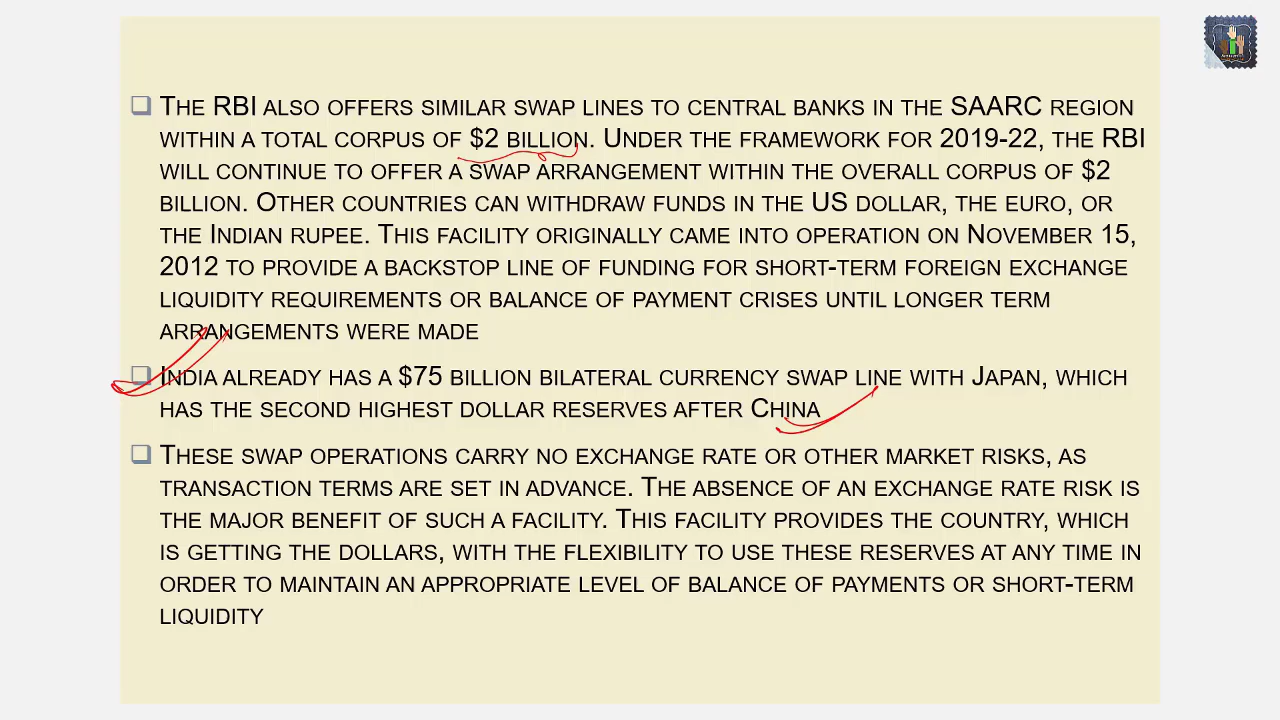 The RBI also offers similar swap lines to central banks in the SAARC region
within a total corpus of $2 billion. Under the framework for 2019-22, the RBI
will continue to offer a swap arrangement within the overall corpus of $2
billion. Other countries can withdraw funds in the US dollar, the euro, or
the Indian rupee. This facility originally came into operation on November 15,
2012 to provide a backstop line of funding for short-term foreign exchange
liquidity requirements or balance of payment crises until longer term
arrangements were made
India already has a $75 billion bilateral currency swap line with Japan, which
has the second highest dollar reserves after China
These swap operations carry no exchange rate or other market risks, as
transaction terms are set in advance. The absence of an exchange rate risk is
the major benefit of such a facility. This facility provides the country, which
is getting the dollars, with the flexibility to use these reserves at any time in
order to maintain an appropriate level of balance of payments or short-term
liquidity